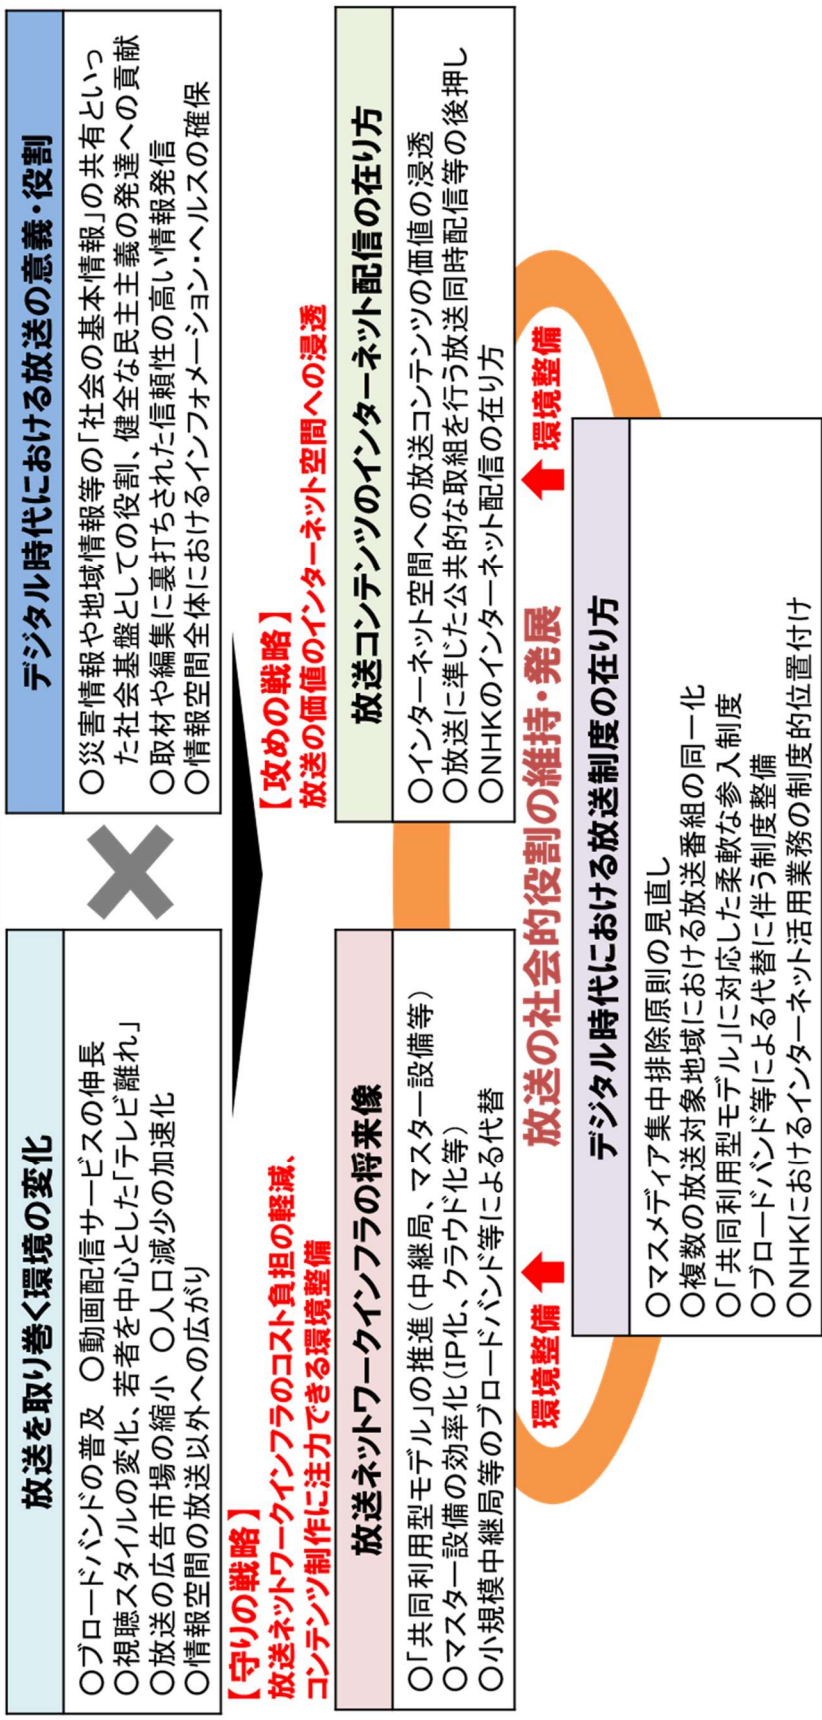 放送を取り巻く環境の変化
○ブロードバンドの普及 ○動画配信サービスの伸長
○視聴スタイルの変化、若者を中心とした「テレビ離れ」
○放送の広告市場の縮小 ○人口減少の加速化
○情報空間の放送以外への広がり
デジタル時代における放送の意義・役割
○災害情報や地域情報等の「社会の基本情報」の共有といっ
た社会基盤としての役割、健全な民主主義の発達への貢献
○取材や編集に裏打ちされた信頼性の高い情報発信
○情報空間全体におけるインフォメーション・ヘルスの確保
【守りの戦略】
放送ネットワークインフラのコスト負担の軽減、
コンテンツ制作に注力できる環境整備
【攻めの戦略】
放送の価値のインターネット空間への浸透
放送ネットワークインフラの将来像
○「共同利用型モデル」の推進(中継局、マスター設備等)
○マスター設備の効率化(IP化、クラウド化等)
○小規模中継局等のブロードバンド等による代替
放送コンテンツのインターネット配信の在り方
○インターネット空間への放送コンテンツの価値の浸透
○放送に準じた公共的な取組を行う放送同時配信等の後押し
○NHKのインターネット配信の在り方
放送の社会的役割の維持・発展
環境整備
環境整備
デジタル時代における放送制度の在り方
○マスメディア集中排除原則の見直し
○複数の放送対象地域における放送番組の同一化
○「共同利用型モデル」に対応した柔軟な参入制度
○ブロードバンド等による代替に伴う制度整備
○NHKにおけるインターネット活用業務の制度的位置付け